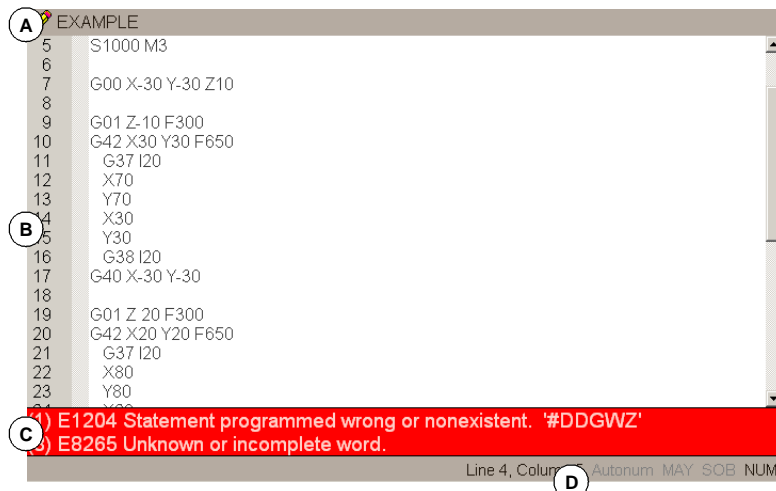 A EXAMPLE
5 S1000 M3
6
7 G00 X-30 Y-30 Z10
8
9 G01 Z-10 F300
10 G42 X30 Y30 F650
11 G37 I20
12 X70
13 Y70
B 14 X30
15 Y30
16 G38 I20
17 G40 X-30 Y-30
18
19 G01 Z 20 F300
20 G42 X20 Y20 F650
21 G37 I20
22 X80
23 Y80
(1) E1204 Statement programmed wrong or nonexistent. '#DDGWZ'
C E8265 Unknown or incomplete word.
Line 4, Autonum MAY SOB NUM
D